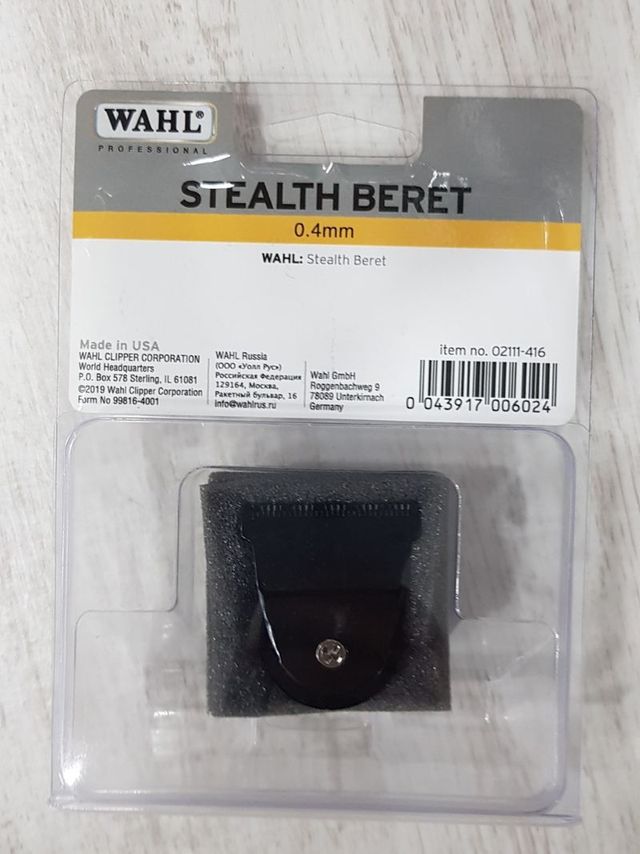 WAHL®
PROFESSIONAL
STEALTH BERET
0.4mm
WAHL: Stealth Beret
Made in USA
WAHL CLIPPER CORPORATION
World Headquarters
P.O. Box 578 Sterling, IL 61081
©2019 Wahl Clipper Corporation
Form No 99816-4001
WAHL Russia
(ООО «Уолл Рус»)
Российская Федерация
129164, Москва,
Ракетный бульвар, 16
info@wahlrus.ru
Wahl GmbH
Roggenbachweg 9
78089 Unterkirnach
Germany
item no. 02111-416
0 043917 006024